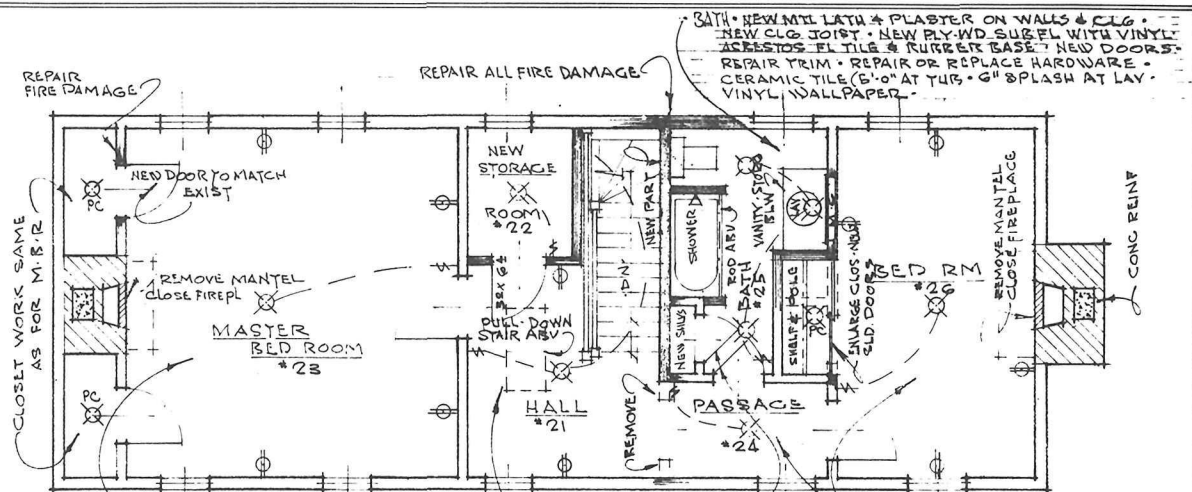 · BATH · NEW MTL LATH & PLASTER ON WALLS & CLG ·
NEW CLG JOIST · NEW PLY-WD SUBFL WITH VINYL
ASBESTOS FL TILE & RUBBER BASE · NEW DOORS ·
REPAIR TRIM · REPAIR OR REPLACE HARDWARE ·
CERAMIC TILE (5'-0" AT TUB · 6" SPLASH AT LAV ·
VINYL WALLPAPER ·
REPAIR
FIRE DAMAGE
REPAIR ALL FIRE DAMAGE
NEW DOOR TO MATCH
EXIST
PC
CLOSET WORK SAME
AS FOR M·B·R
REMOVE MANTEL
CLOSE FIREPL
MASTER
BED ROOM
#23
PC
NEW
STORAGE
ROOM
#22
PULL-DOWN
STAIR ABV
HALL
#21
DN
NEW PART
SHOWER
ROD ABV
VANITY-STOR
BLW
LAV
BATH
#25
NEW SHLVS
SHELF & POLE
PC
ENLARGE CLOS · NEW
SLD. DOORS
REMOVE
PASSAGE
#24
BED RM
#26
REMOVE MANTEL
CLOSE FIREPLACE
CONC REINF